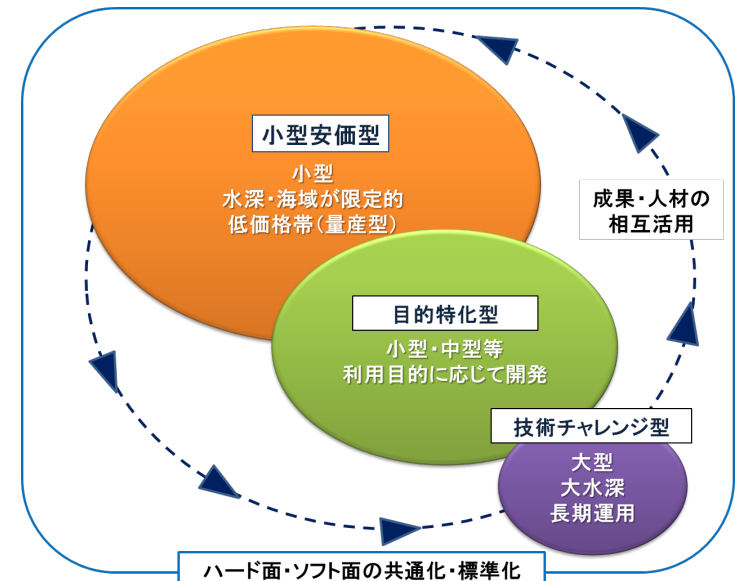 小型安価型
小型
水深・海域が限定的
低価格帯（量産型）
成果・人材の
相互活用
目的特化型
小型・中型等
利用目的に応じて開発
技術チャレンジ型
大型
大水深
長期運用
ハード面・ソフト面の共通化・標準化